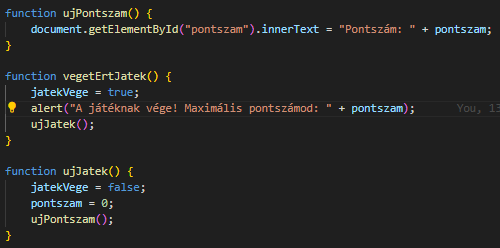 function ujPontszam() {
    document.getElementById("pontszam").innerText = "Pontszám: " + pontszam;
}
function vegetErtJatek() {
    jatekVege = true;
    alert("A játéknak vége! Maximális pontszámod: " + pontszam); You, 13
    ujJatek();
}
function ujJatek() {
    jatekVege = false;
    pontszam = 0;
    ujPontszam();
}